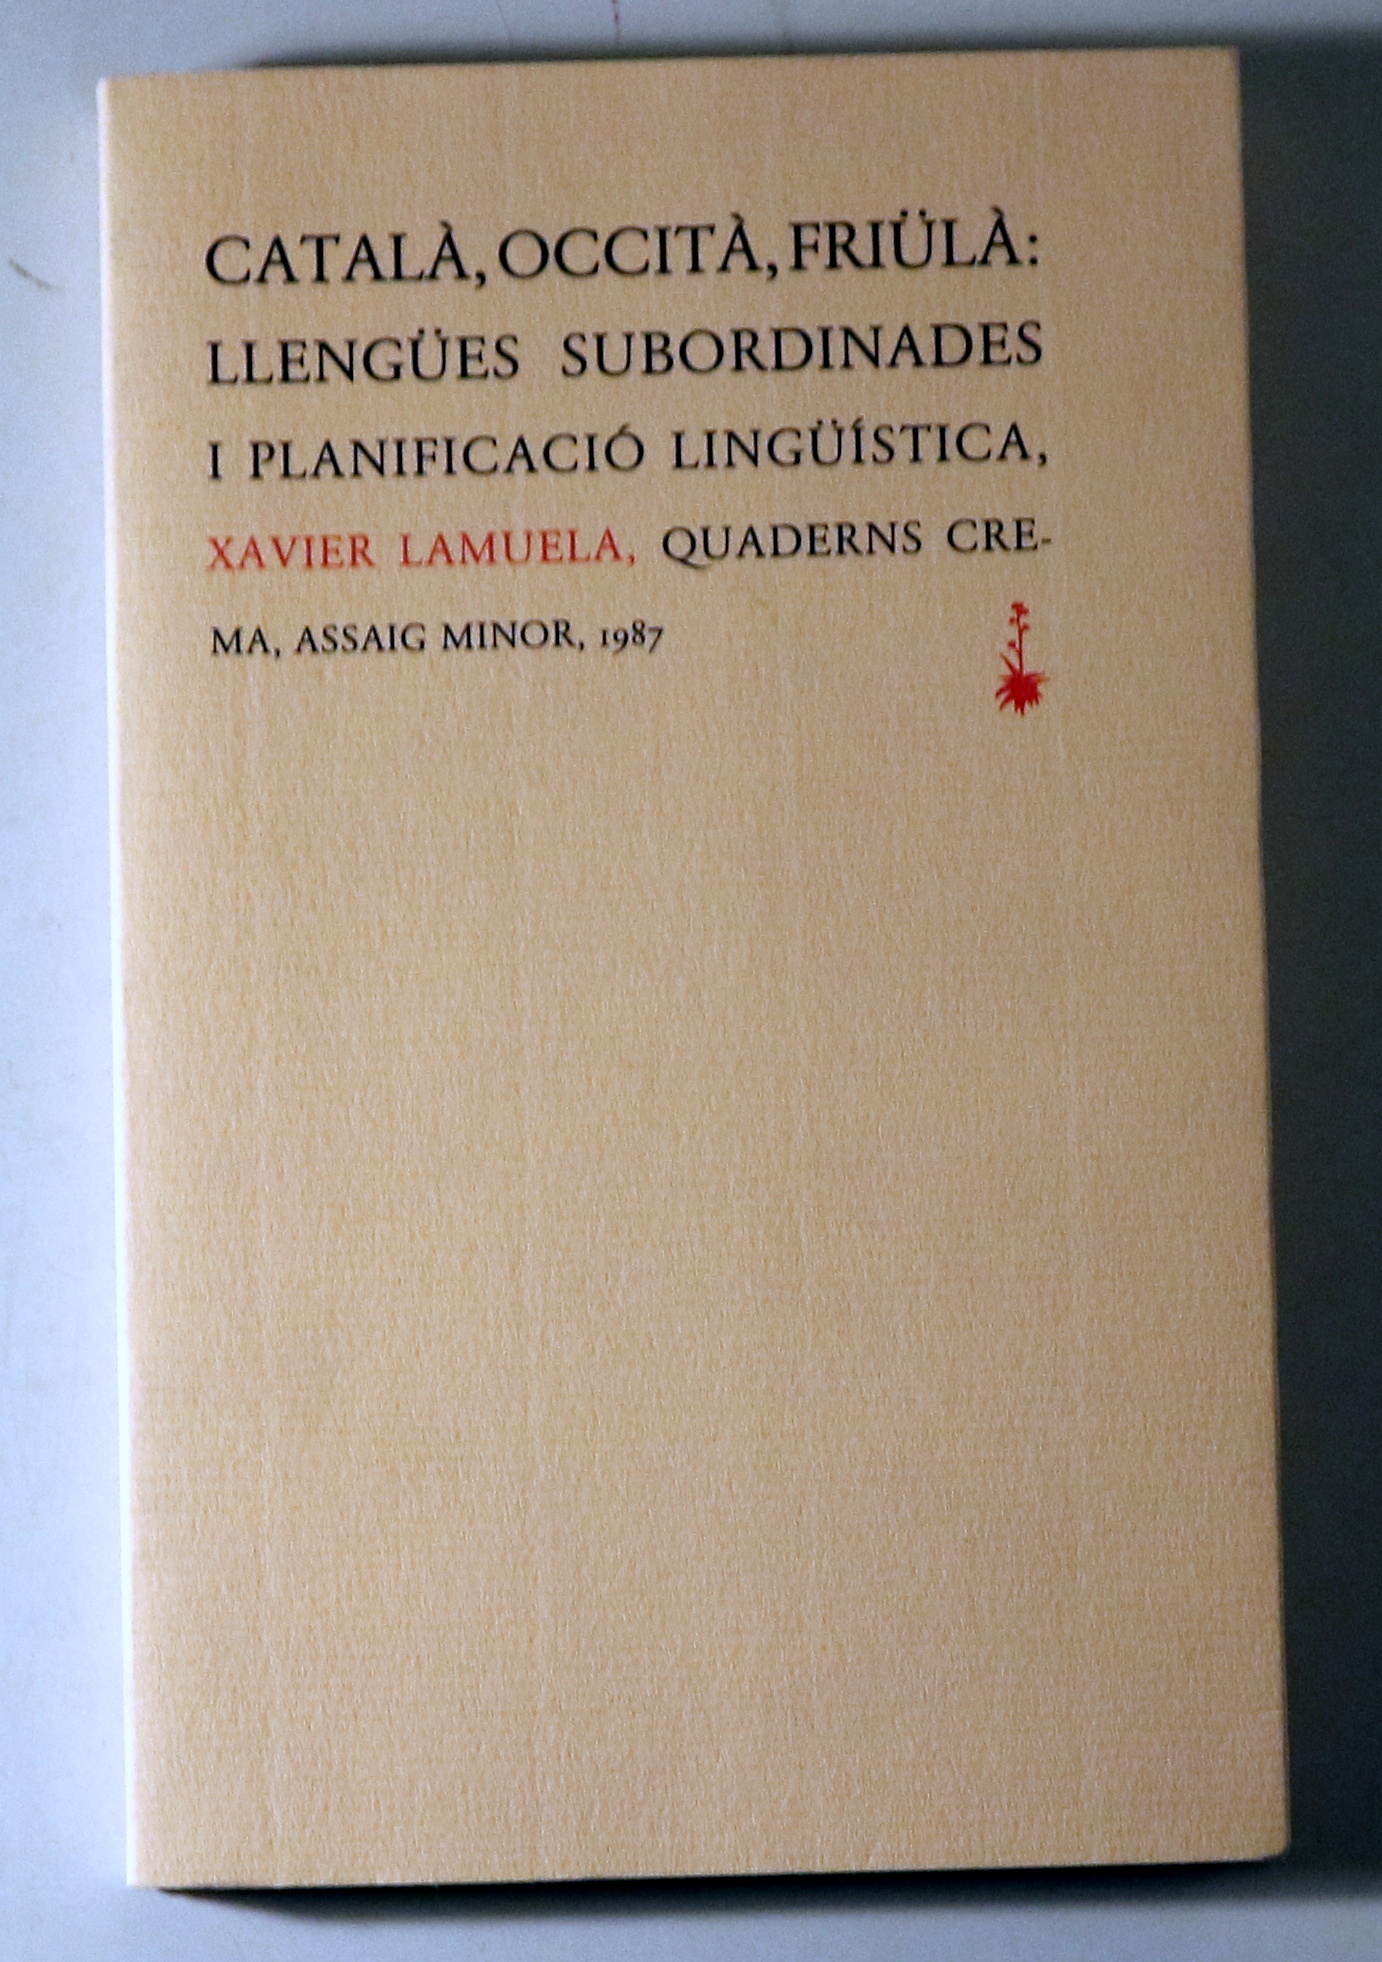 CATALÀ, OCCITÀ, FRIÜLÀ:
LLENGÜES SUBORDINADES
I PLANIFICACIÓ LINGÜÍSTICA,
XAVIER LAMUELA, QUADERNS CRE-
MA, ASSAIG MINOR, 1987